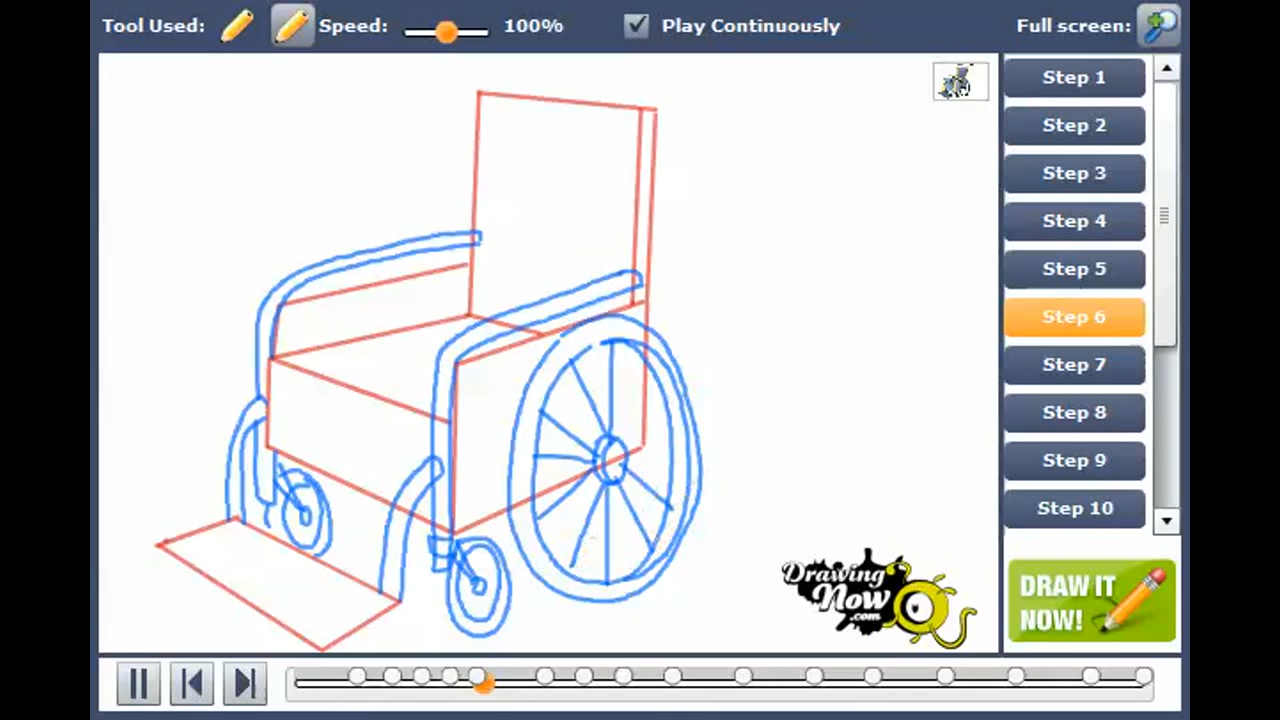 Tool Used: Speed: 100% Play Continuously Full screen:
Step 1
Step 2
Step 3
Step 4
Step 5
Step 6
Step 7
Step 8
Step 9
Step 10
Drawing
Now
.com
DRAW IT
NOW!